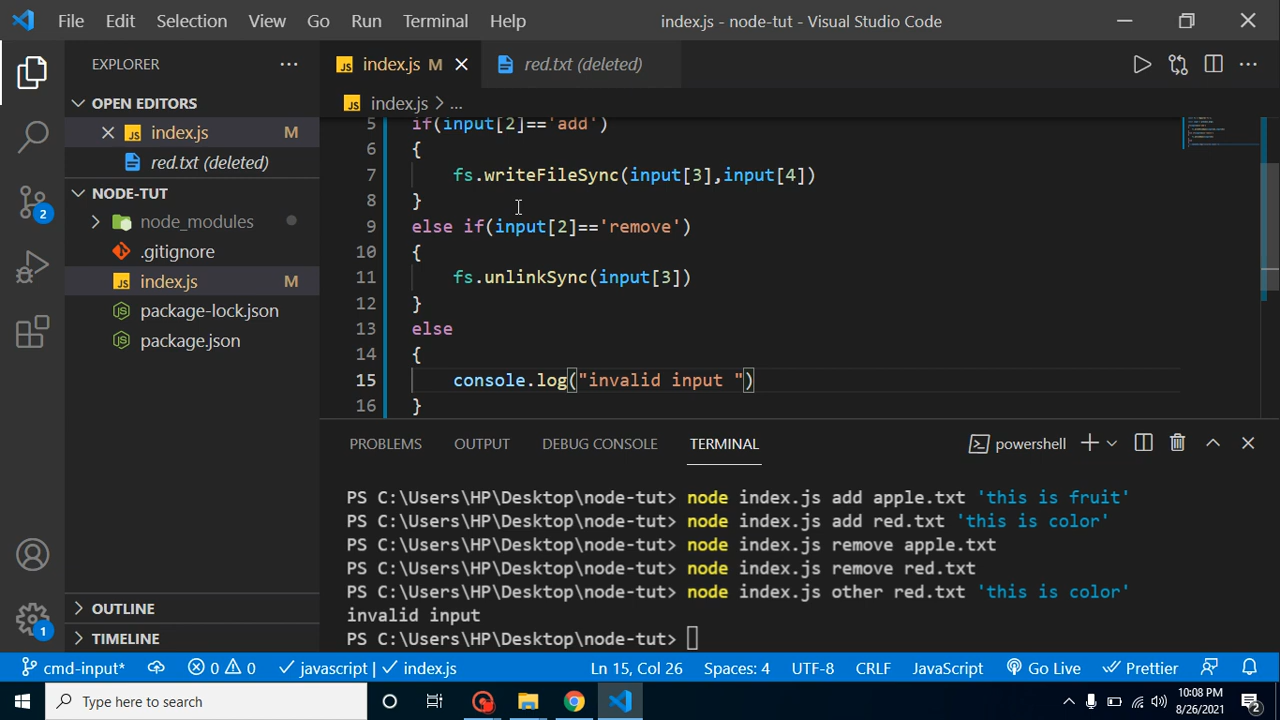 File Edit Selection View Go Run Terminal Help index.js - node-tut - Visual Studio Code
EXPLORER
OPEN EDITORS
index.js M
red.txt (deleted)
NODE-TUT
node_modules
.gitignore
index.js M
package-lock.json
package.json
OUTLINE
TIMELINE
2
1
JS index.js M
red.txt (deleted)
JS index.js > ...
5 if(input[2]=='add')
6 {
7 fs.writeFileSync(input[3],input[4])
8 }
9 else if(input[2]=='remove')
10 {
11 fs.unlinkSync(input[3])
12 }
13 else
14 {
15 console.log("invalid input ")
16 }
PROBLEMS OUTPUT DEBUG CONSOLE TERMINAL powershell
PS C:\Users\HP\Desktop\node-tut> node index.js add apple.txt 'this is fruit'
PS C:\Users\HP\Desktop\node-tut> node index.js add red.txt 'this is color'
PS C:\Users\HP\Desktop\node-tut> node index.js remove apple.txt
PS C:\Users\HP\Desktop\node-tut> node index.js remove red.txt
PS C:\Users\HP\Desktop\node-tut> node index.js other red.txt 'this is color'
invalid input
PS C:\Users\HP\Desktop\node-tut>
cmd-input* 0 0 javascript | index.js Ln 15, Col 26 Spaces: 4 UTF-8 CRLF JavaScript Go Live Prettier
Type here to search
10:08 PM
8/26/2021
2